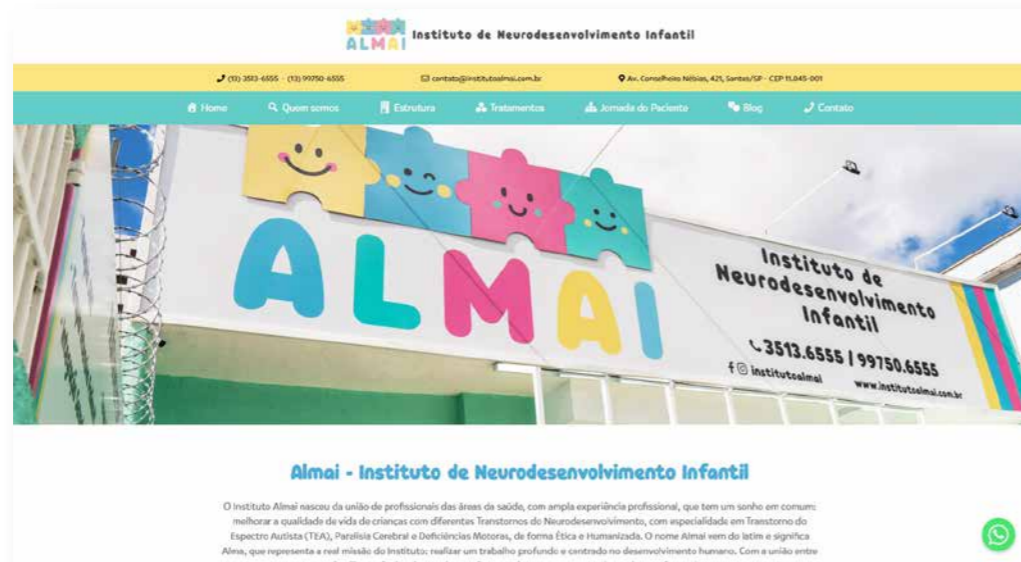 ALMAI
Instituto de Neurodesenvolvimento Infantil
(13) 3513-6555 - (13) 99750-6555
contato@institutoalmai.com.br
Av. Conselheiro Nébias, 421, Santos/SP - CEP 11.045-001
Home
Quem somos
Estrutura
Tratamentos
Jornada do Paciente
Blog
Contato
ALMAI
Instituto de
Neurodesenvolvimento
Infantil
3513.6555 / 99750.6555
institutoalmai
www.institutoalmai.com.br
Almai - Instituto de Neurodesenvolvimento Infantil
O Instituto Almai nasceu da união de profissionais das áreas da saúde, com ampla experiência profissional, que tem um sonho em comum:
melhorar a qualidade de vida de crianças com diferentes Transtornos do Neurodesenvolvimento, com especialidade em Transtorno do
Espectro Autista (TEA), Paralisia Cerebral e Deficiências Motoras, de forma Ética e Humanizada. O nome Almai vem do latim e significa
Alma, que representa a real missão do Instituto: realizar um trabalho profundo e centrado no desenvolvimento humano. Com a união entre